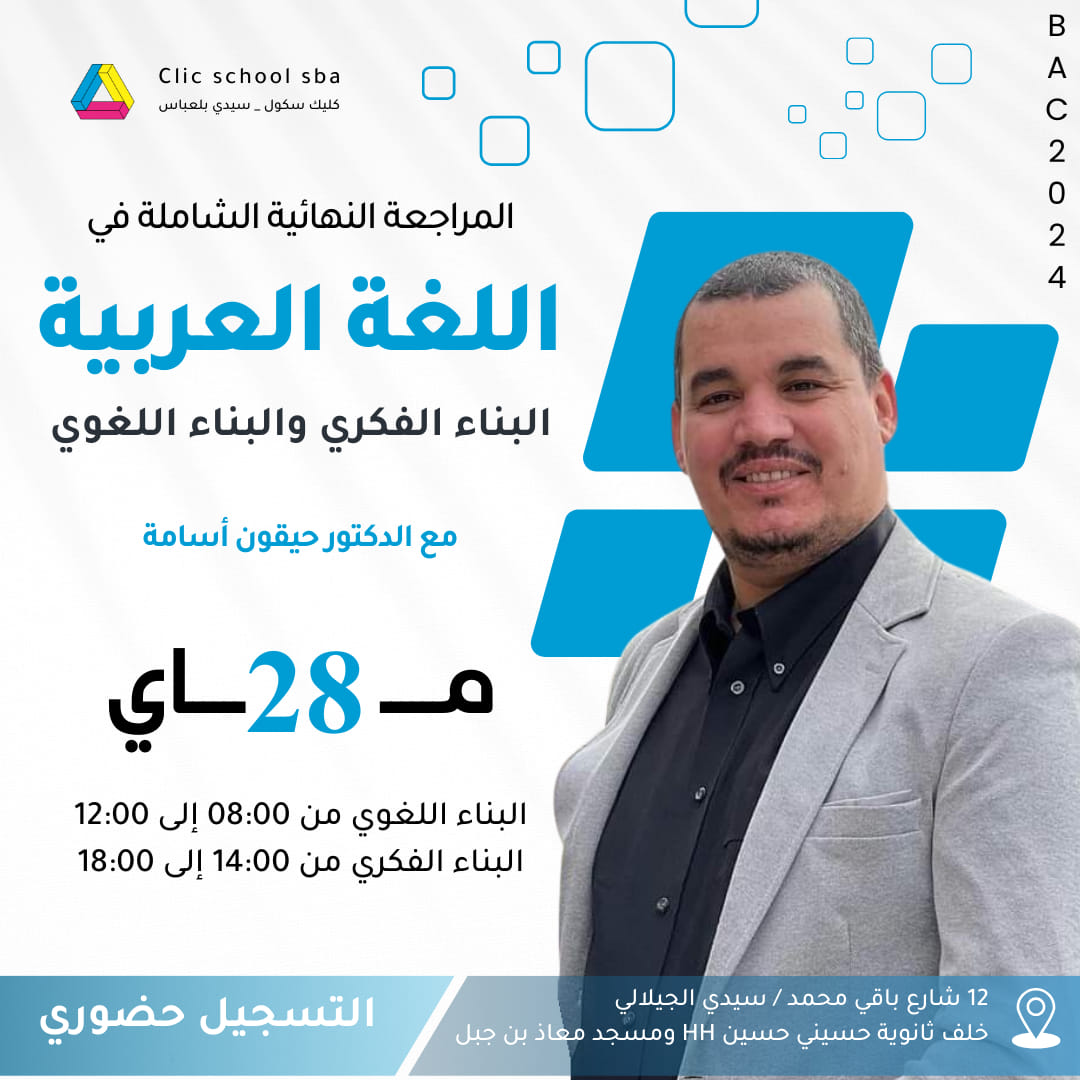 Clic school sba
كليك سكول _ سيدي بلعباس
BAC2024
المراجعة النهائية الشاملة في
اللغة العربية
البناء الفكري والبناء اللغوي
مع الدكتور حيقون أسامة
28 مــاي
البناء اللغوي من 08:00 إلى 12:00
البناء الفكري من 14:00 إلى 18:00
12 شارع باقي محمد / سيدي الجيلالي
خلف ثانوية حسيني حسين HH ومسجد معاذ بن جبل
التسجيل حضوري